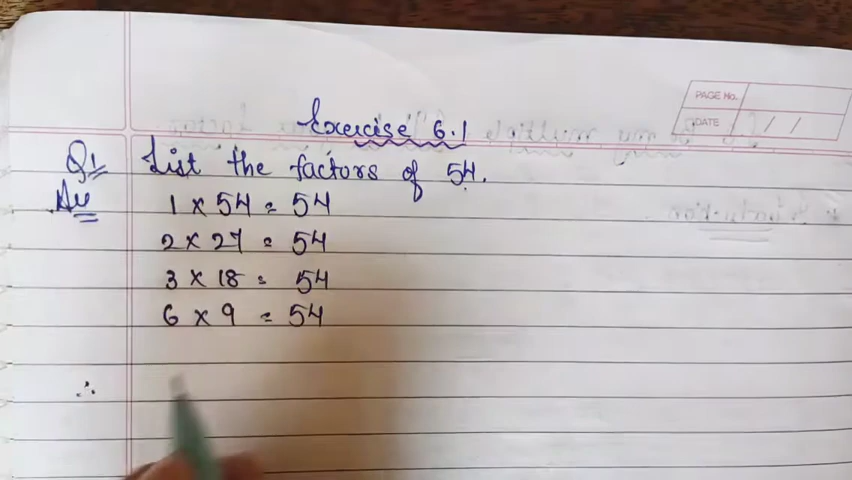 PAGE No.
DATE / /
Exercise 6.1
Q1 List the factors of 54.
Ans 1 × 54 = 54
2 × 27 = 54
3 × 18 = 54
6 × 9 = 54
∴